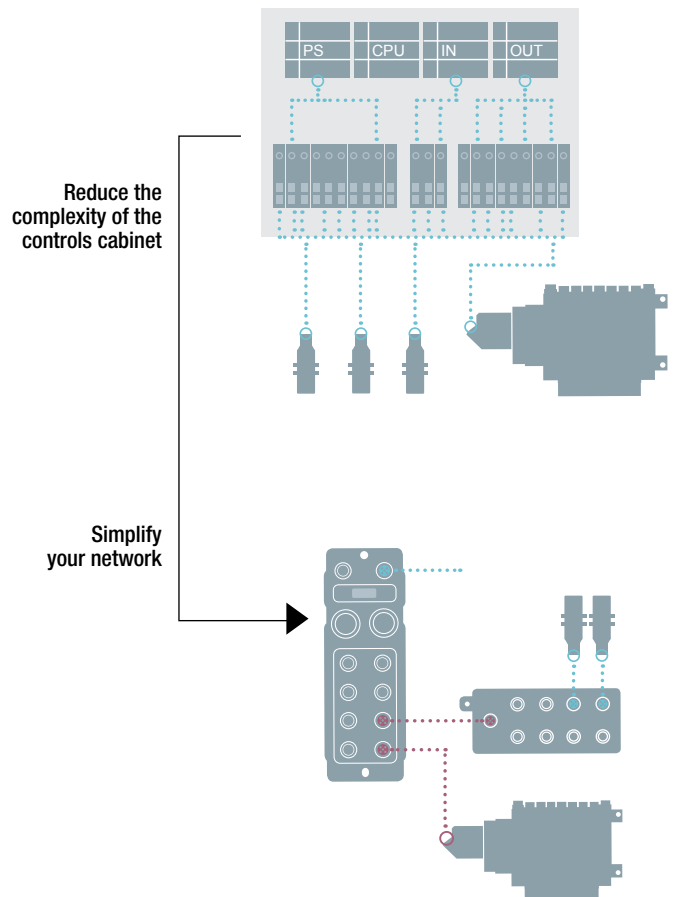 PS CPU IN OUT
Reduce the
complexity of the
controls cabinet
Simplify
your network